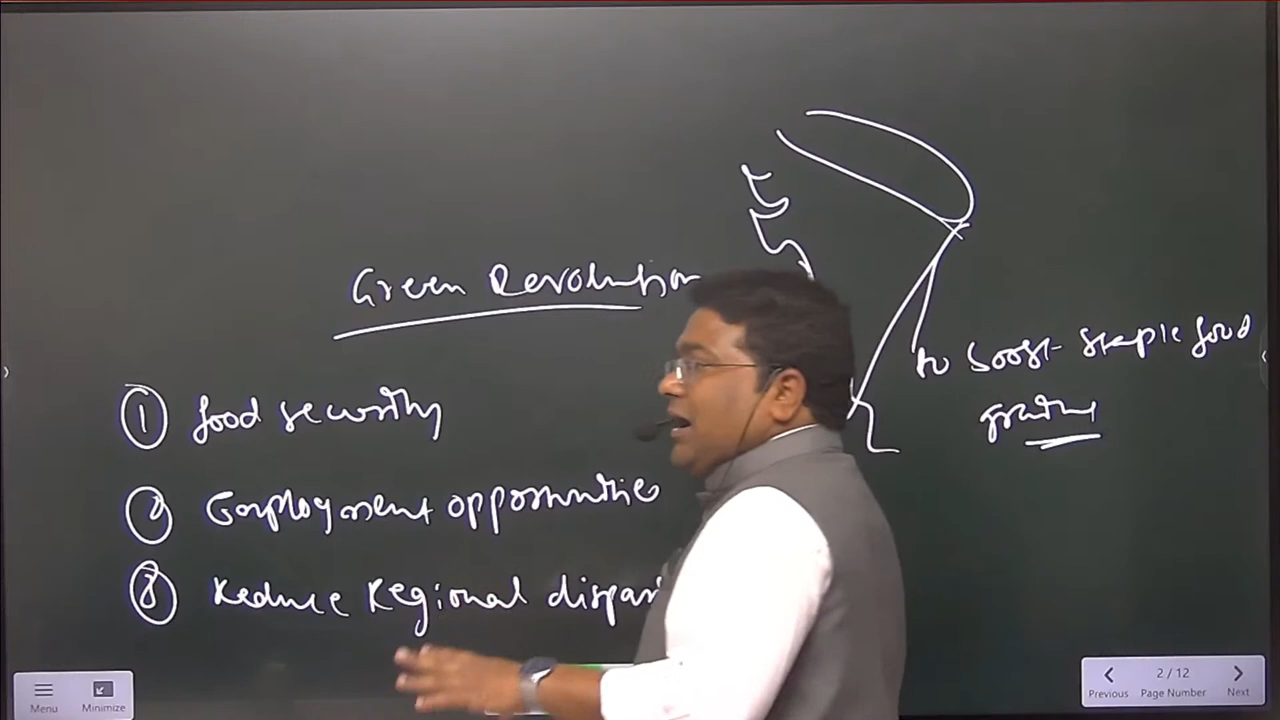 Green Revolution
① food security
② Employment opportunities
③ Reduce Regional
to boost staple food
grains
Menu
Minimize
2 / 12
Previous
Page Number
Next